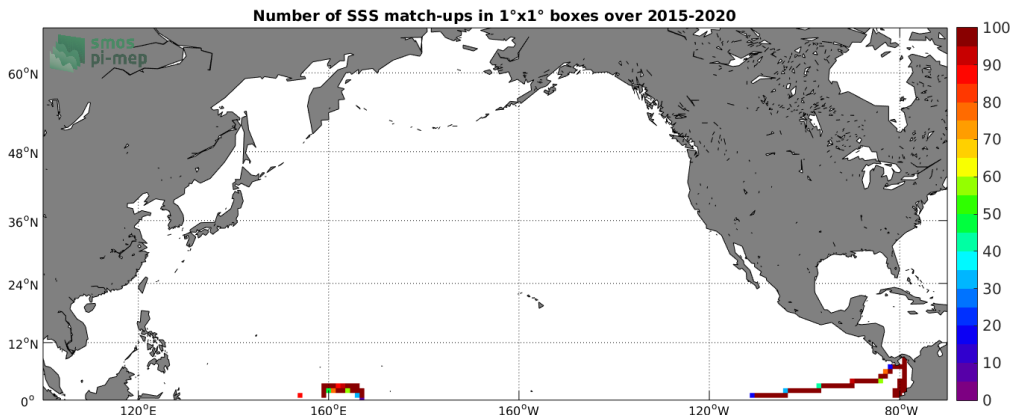 Number of SSS match-ups in 1°x1° boxes over 2015-2020
smos
pi-mep
60°N
48°N
36°N
24°N
12°N
0°
120°E
160°E
160°W
120°W
80°W
100
90
80
70
60
50
40
30
20
10
0